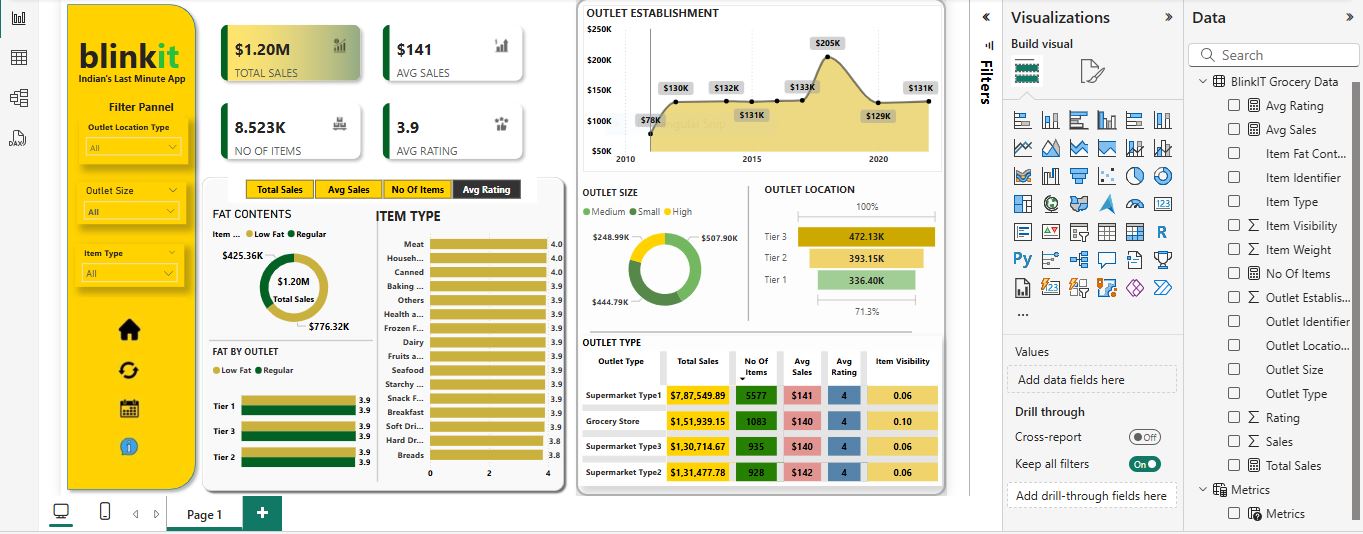 blinkit
Indian's Last Minute App
Filter Pannel
Outlet Location Type
All
Outlet Size
All
Item Type
All
$1.20M
TOTAL SALES
$141
AVG SALES
8.523K
NO OF ITEMS
3.9
AVG RATING
Total Sales
Avg Sales
No Of Items
Avg Rating
FAT CONTENTS
Item ... Low Fat Regular
$425.36K
$1.20M
Total Sales
$776.32K
FAT BY OUTLET
Low Fat Regular
Tier 1 3.9
3.9
Tier 3 3.9
3.9
Tier 2 3.9
3.9
ITEM TYPE
Meat 4.0
Househ... 4.0
Canned 4.0
Baking ... 3.9
Others 3.9
Health a... 3.9
Frozen F... 3.9
Dairy 3.9
Fruits a... 3.9
Seafood 3.9
Starchy ... 3.9
Snack F... 3.9
Breakfast 3.9
Soft Dri... 3.9
Hard Dr... 3.8
Breads 3.8
0 2 4
OUTLET ESTABLISHMENT
$250K
$200K
$150K
$100K
$50K
$78K
$130K
$132K
$131K
$133K
$205K
$129K
$131K
2010 2015 2020
OUTLET SIZE
Medium Small High
$248.99K
$507.90K
$444.79K
OUTLET LOCATION
100%
Tier 3 472.13K
Tier 2 393.15K
Tier 1 336.40K
71.3%
OUTLET TYPE
Outlet Type Total Sales No Of Items Avg Sales Avg Rating Item Visibility
Supermarket Type1 $7,87,549.89 5577 $141 4 0.06
Grocery Store $1,51,939.15 1083 $140 4 0.10
Supermarket Type3 $1,30,714.67 935 $140 4 0.06
Supermarket Type2 $1,31,477.78 928 $142 4 0.06
Page 1
Filters
Visualizations
Build visual
Values
Add data fields here
Drill through
Cross-report Off
Keep all filters On
Add drill-through fields here
Data
Search
BlinkIT Grocery Data
Avg Rating
Avg Sales
Item Fat Cont...
Item Identifier
Item Type
Item Visibility
Item Weight
No Of Items
Outlet Establis...
Outlet Identifier
Outlet Locatio...
Outlet Size
Outlet Type
Rating
Sales
Total Sales
Metrics
Metrics